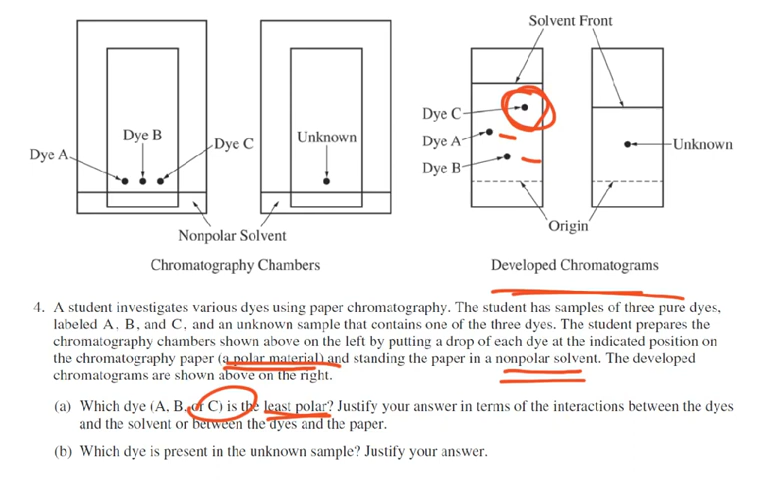 Solvent Front
Dye C
Dye B
Dye C
Unknown
Dye A
Dye A
Unknown
Dye B
Origin
Nonpolar Solvent
Chromatography Chambers
Developed Chromatograms
4. A student investigates various dyes using paper chromatography. The student has samples of three pure dyes,
labeled A, B, and C, and an unknown sample that contains one of the three dyes. The student prepares the
chromatography chambers shown above on the left by putting a drop of each dye at the indicated position on
the chromatography paper (a polar material) and standing the paper in a nonpolar solvent. The developed
chromatograms are shown above on the right.
(a) Which dye (A, B, or C) is the least polar? Justify your answer in terms of the interactions between the dyes
and the solvent or between the dyes and the paper.
(b) Which dye is present in the unknown sample? Justify your answer.